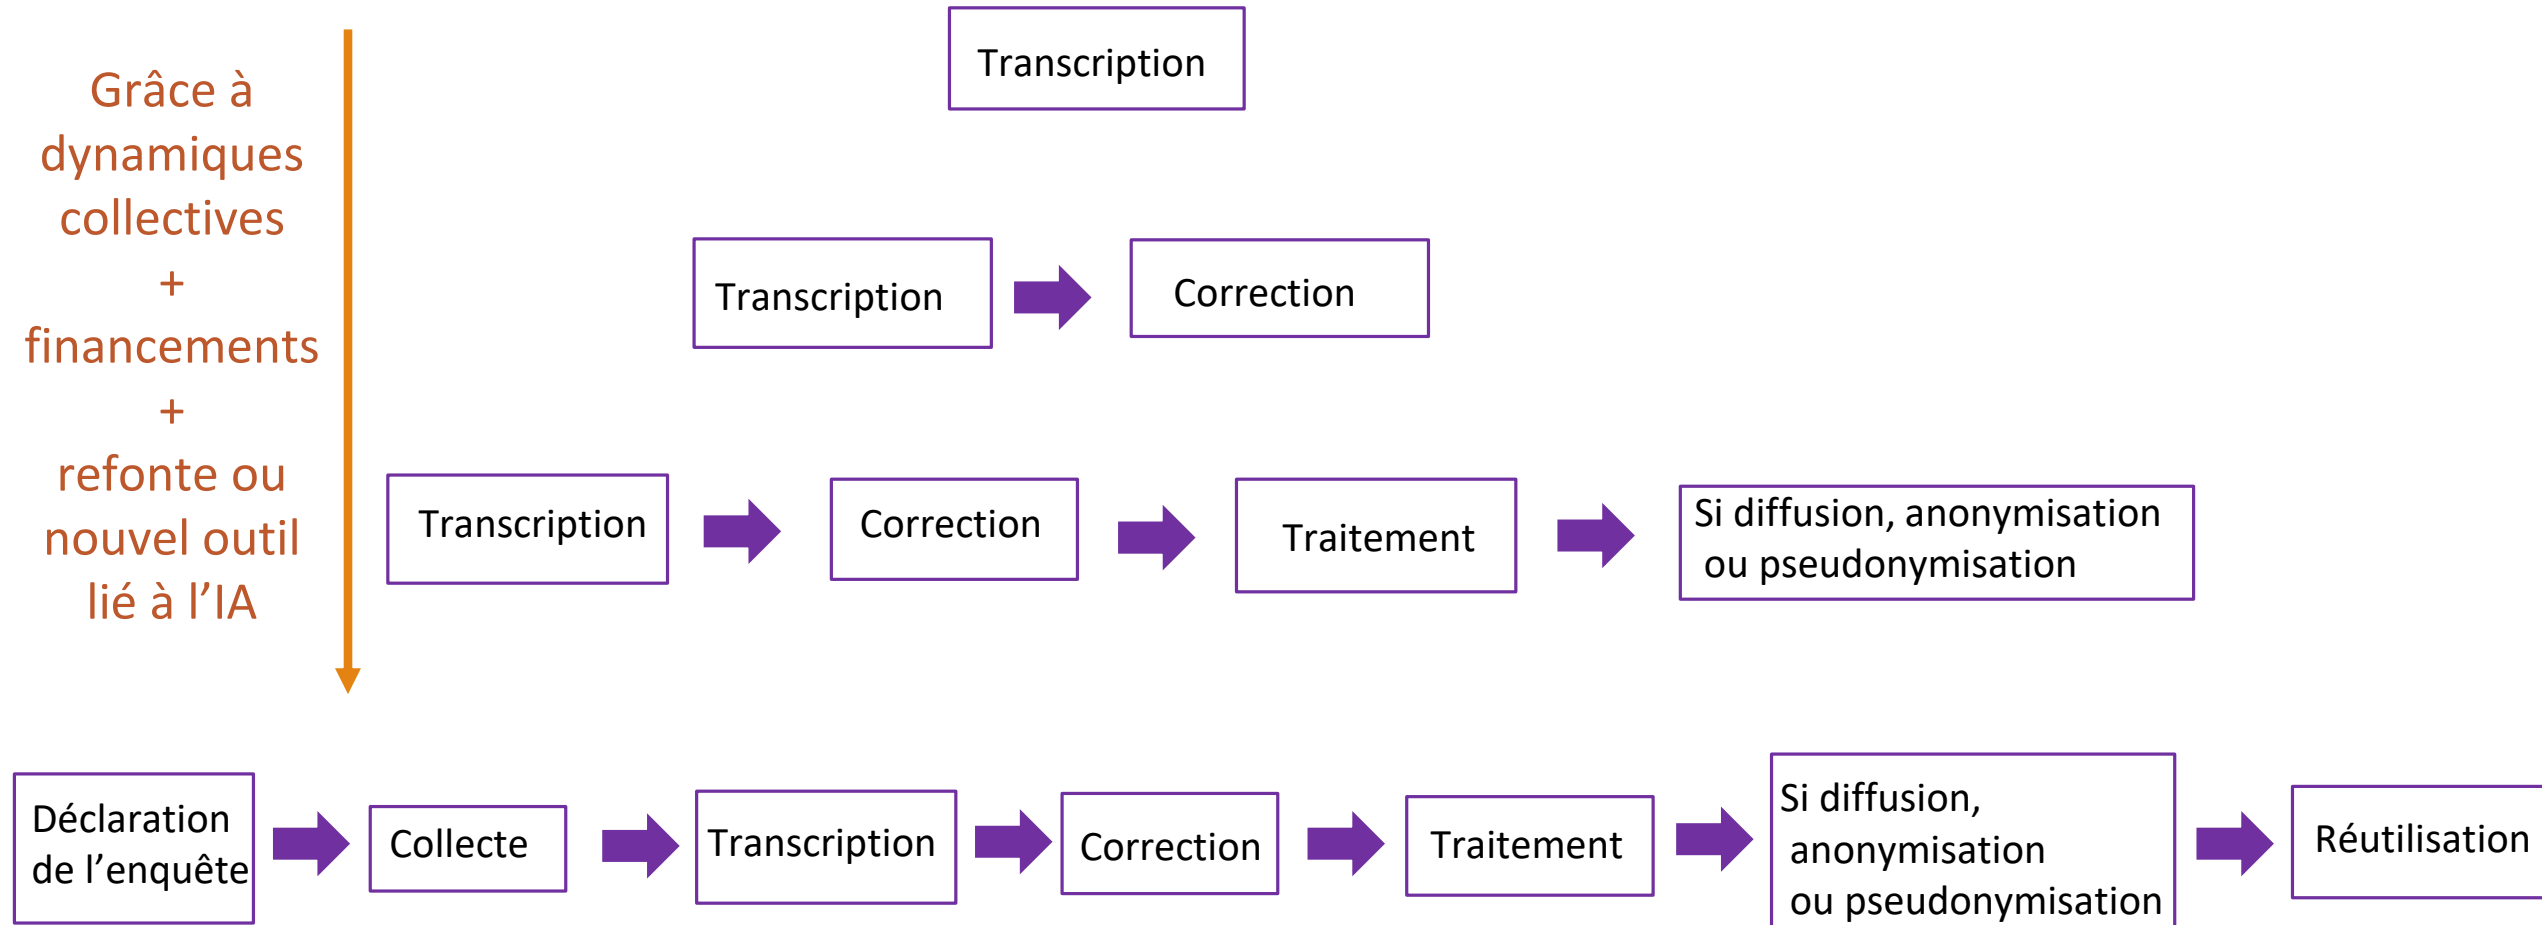 Grâce à
dynamiques
collectives
+
financements
+
refonte ou
nouvel outil
lié à l’IA
Transcription
Transcription
Correction
Transcription
Correction
Traitement
Si diffusion, anonymisation
ou pseudonymisation
Déclaration
de l’enquête
Collecte
Transcription
Correction
Traitement
Si diffusion,
anonymisation
ou pseudonymisation
Réutilisation